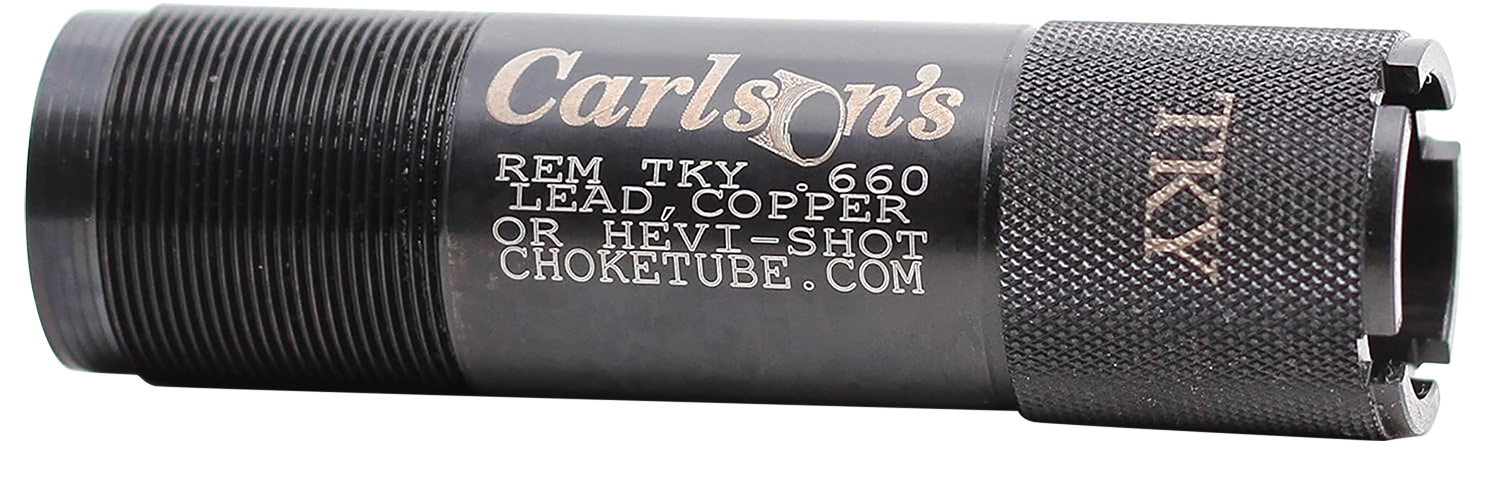 Carlson's
REM TKY .660
LEAD, COPPER
OR HEVI-SHOT
CHOKETUBE.COM
TKY